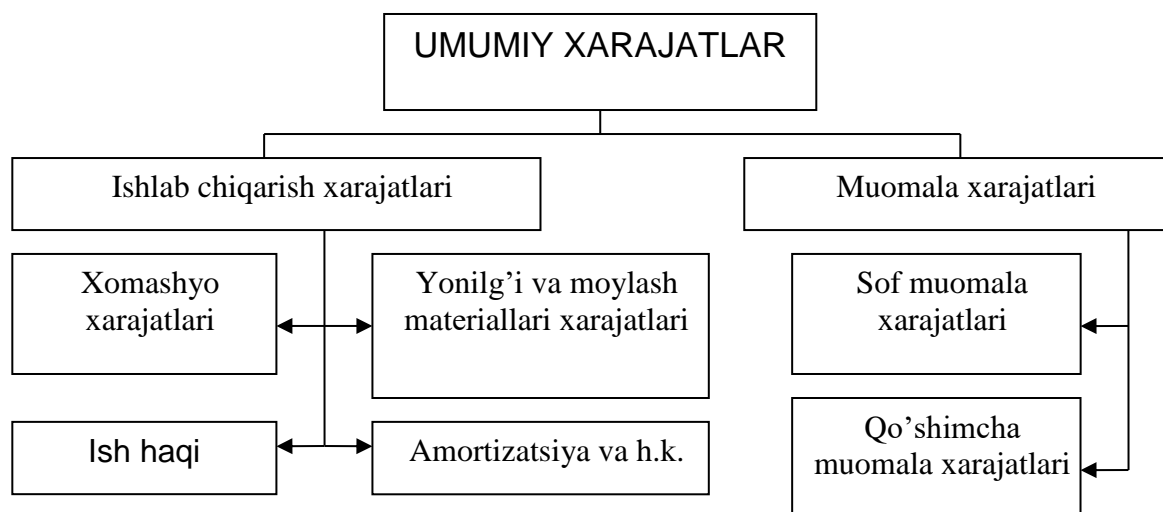 UMUMIY XARAJATLAR
Ishlab chiqarish xarajatlari
Muomala xarajatlari
Xomashyo
xarajatlari
Yonilg’i va moylash
materiallari xarajatlari
Sof muomala
xarajatlari
Ish haqi
Amortizatsiya va h.k.
Qo’shimcha
muomala xarajatlari